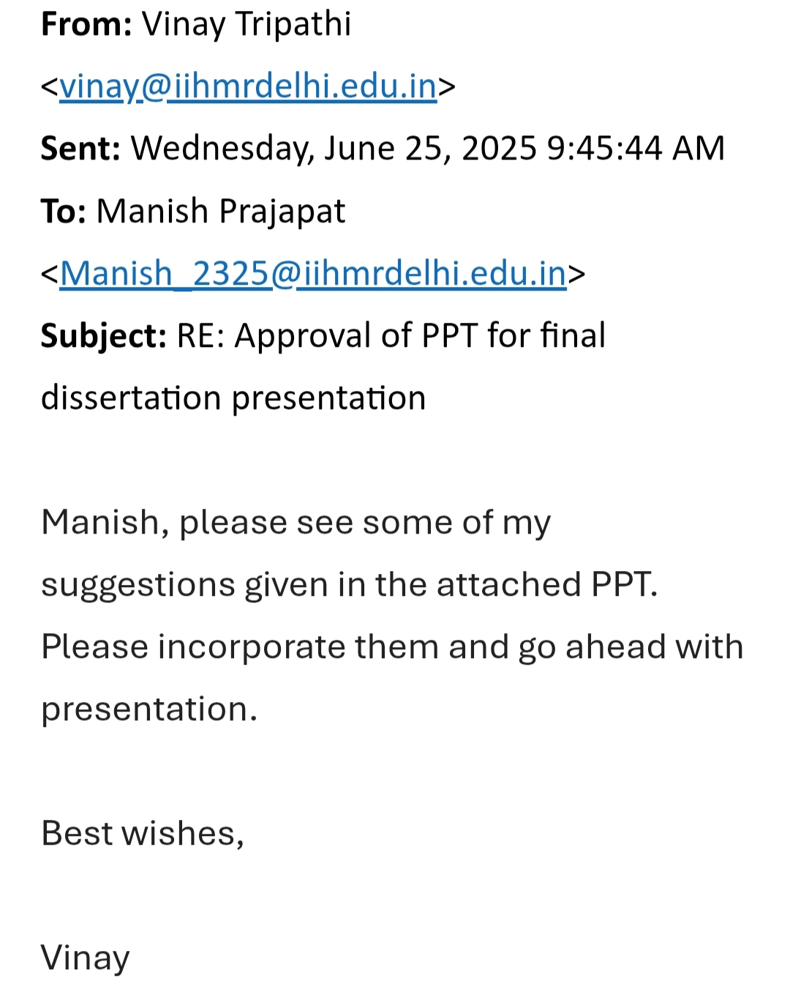 From: Vinay Tripathi
<vinay@iihmrdelhi.edu.in>
Sent: Wednesday, June 25, 2025 9:45:44 AM
To: Manish Prajapat
<Manish_2325@iihmrdelhi.edu.in>
Subject: RE: Approval of PPT for final
dissertation presentation
Manish, please see some of my
suggestions given in the attached PPT.
Please incorporate them and go ahead with
presentation.
Best wishes,
Vinay